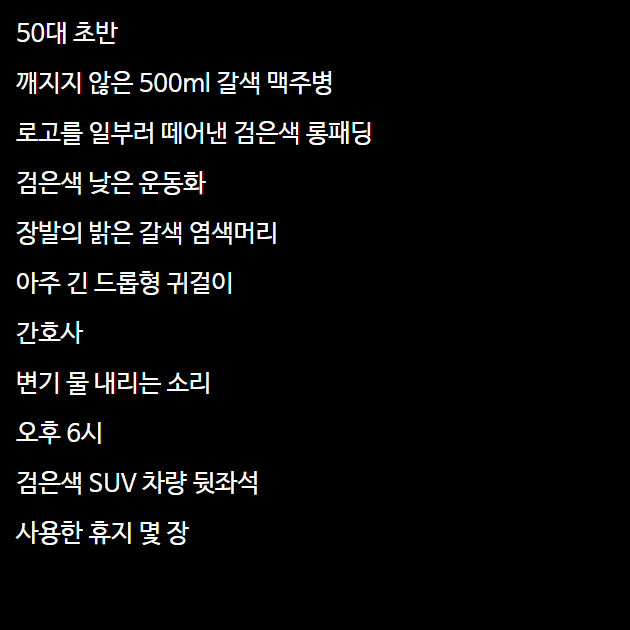 50대 초반
깨지지 않은 500ml 갈색 맥주병
로고를 일부러 떼어낸 검은색 롱패딩
검은색 낮은 운동화
장발의 밝은 갈색 염색머리
아주 긴 드롭형 귀걸이
간호사
변기 물 내리는 소리
오후 6시
검은색 SUV 차량 뒷좌석
사용한 휴지 몇 장